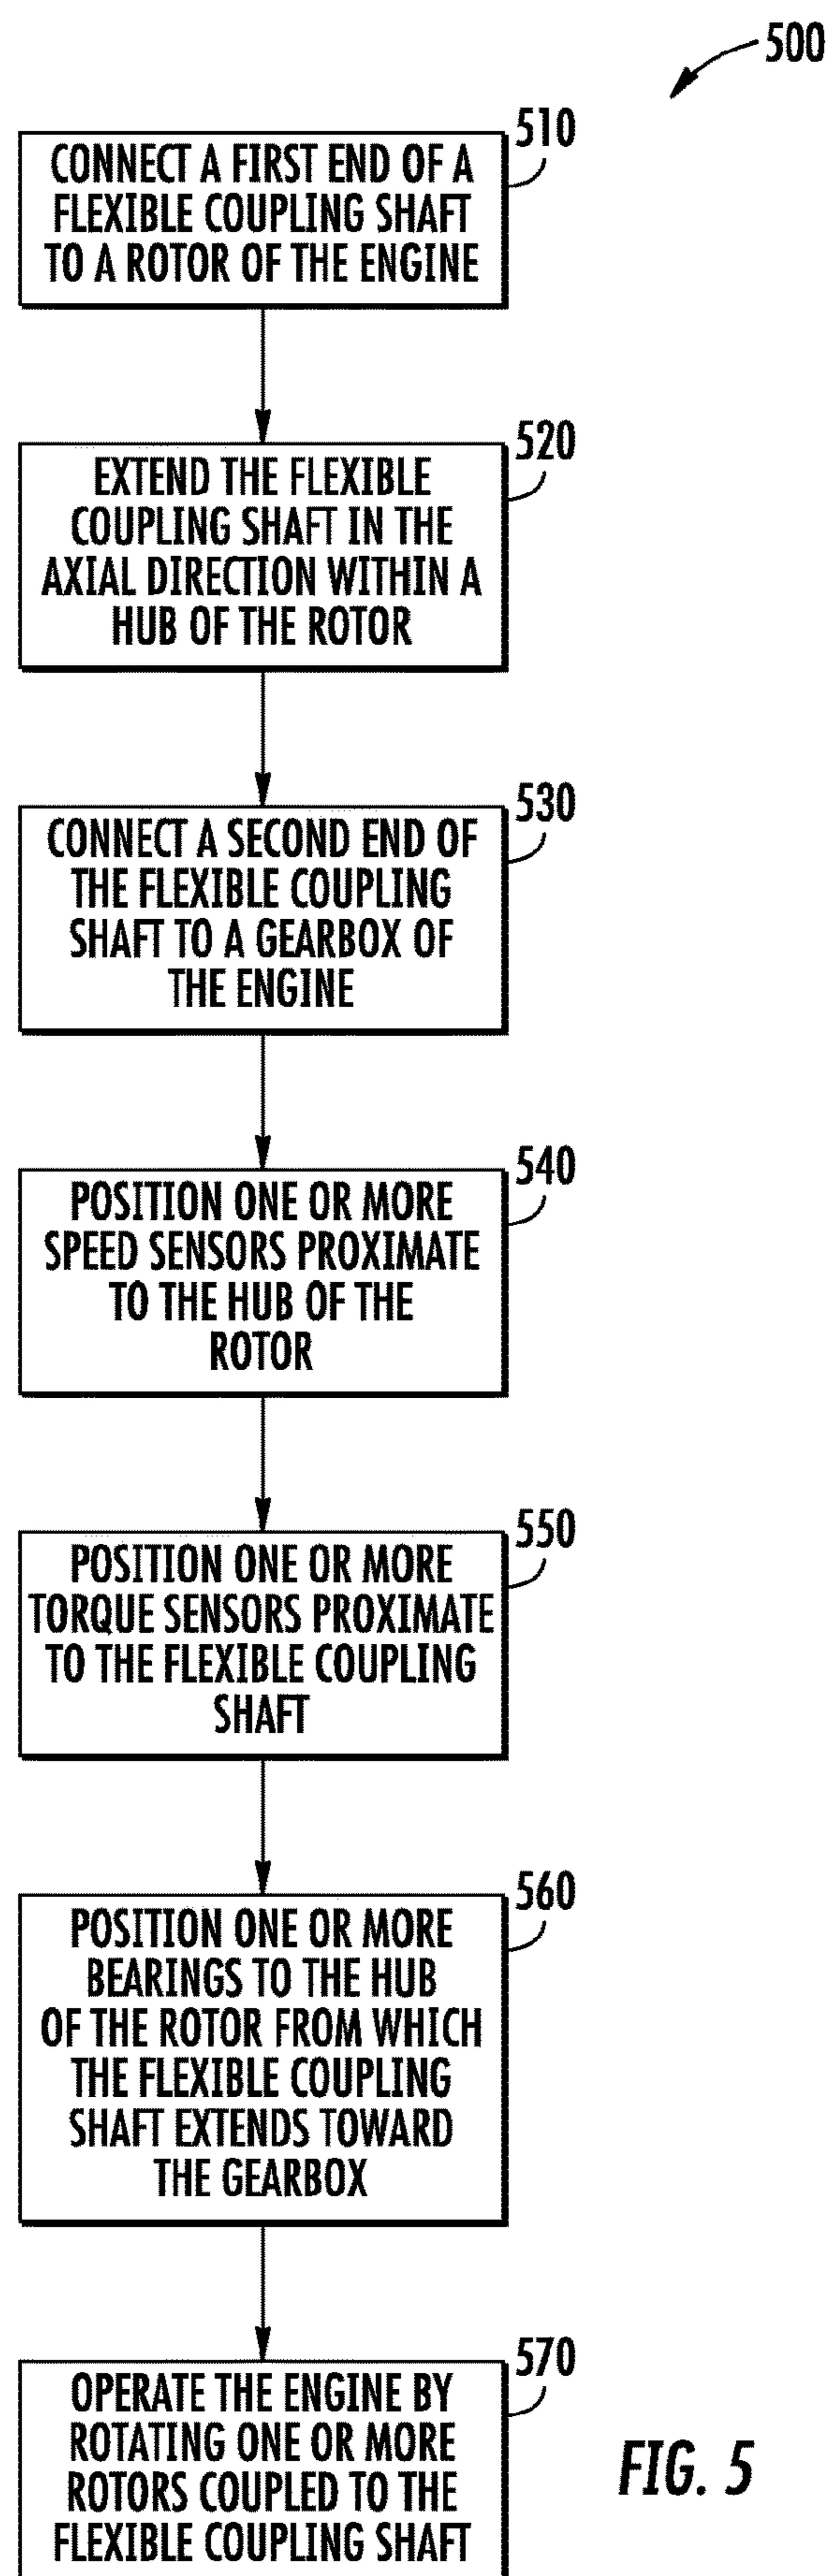 500
510
CONNECT A FIRST END OF A
FLEXIBLE COUPLING SHAFT
TO A ROTOR OF THE ENGINE
520
EXTEND THE FLEXIBLE
COUPLING SHAFT IN THE
AXIAL DIRECTION WITHIN A
HUB OF THE ROTOR
530
CONNECT A SECOND END OF
THE FLEXIBLE COUPLING
SHAFT TO A GEARBOX OF
THE ENGINE
540
POSITION ONE OR MORE
SPEED SENSORS PROXIMATE
TO THE HUB OF THE
ROTOR
550
POSITION ONE OR MORE
TORQUE SENSORS PROXIMATE
TO THE FLEXIBLE COUPLING
SHAFT
560
POSITION ONE OR MORE
BEARINGS TO THE HUB
OF THE ROTOR FROM WHICH
THE FLEXIBLE COUPLING
SHAFT EXTENDS TOWARD
THE GEARBOX
570
OPERATE THE ENGINE BY
ROTATING ONE OR MORE
ROTORS COUPLED TO THE
FLEXIBLE COUPLING SHAFT
FIG. 5